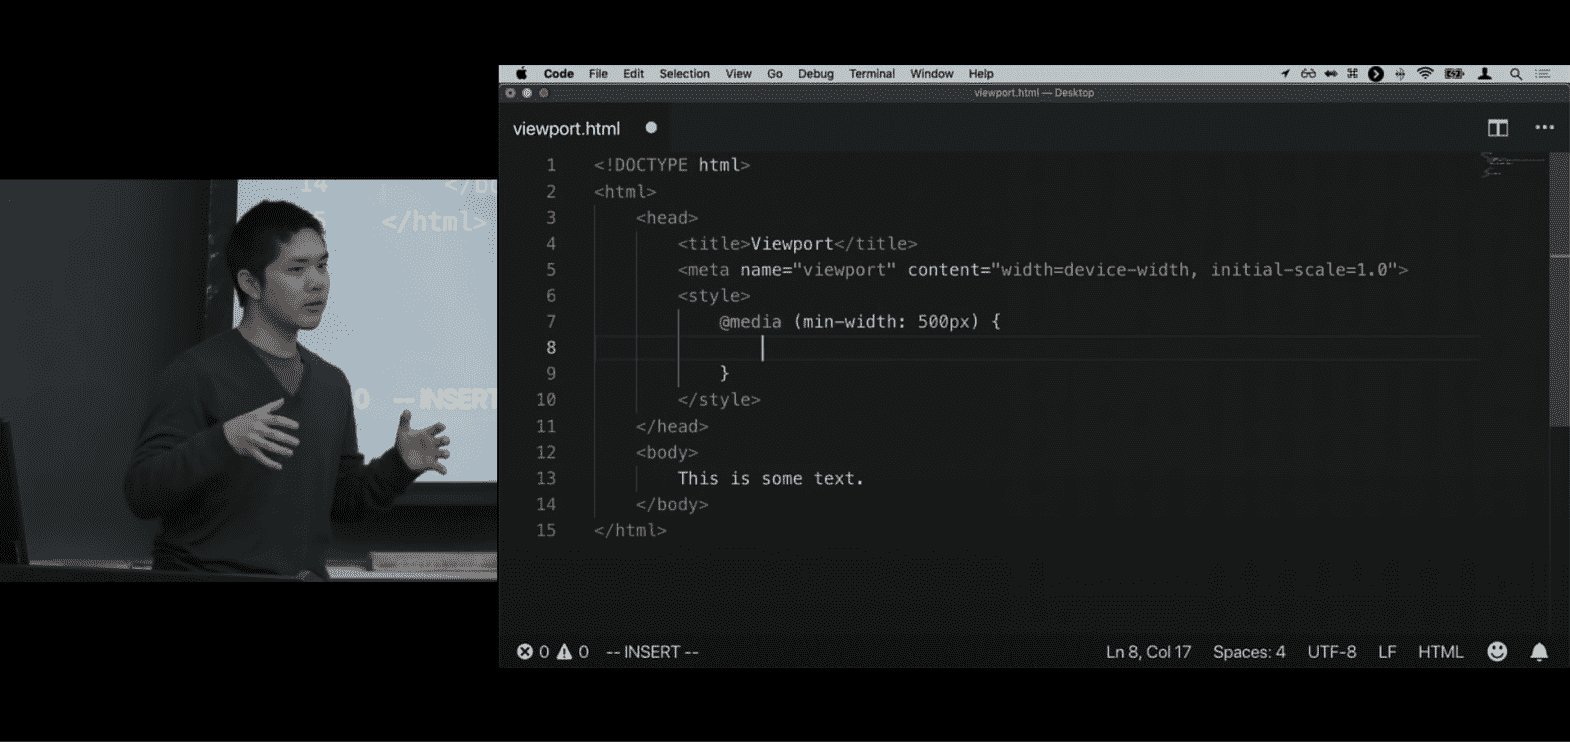 Code File Edit Selection View Go Debug Terminal Window Help
viewport.html — Desktop
viewport.html
1 <!DOCTYPE html>
2 <html>
3 <head>
4 <title>Viewport</title>
5 <meta name="viewport" content="width=device-width, initial-scale=1.0">
6 <style>
7 @media (min-width: 500px) {
8
9 }
10 </style>
11 </head>
12 <body>
13 This is some text.
14 </body>
15 </html>
0 0 -- INSERT -- Ln 8, Col 17 Spaces: 4 UTF-8 LF HTML
14
5 </html>
0 -- INSERT